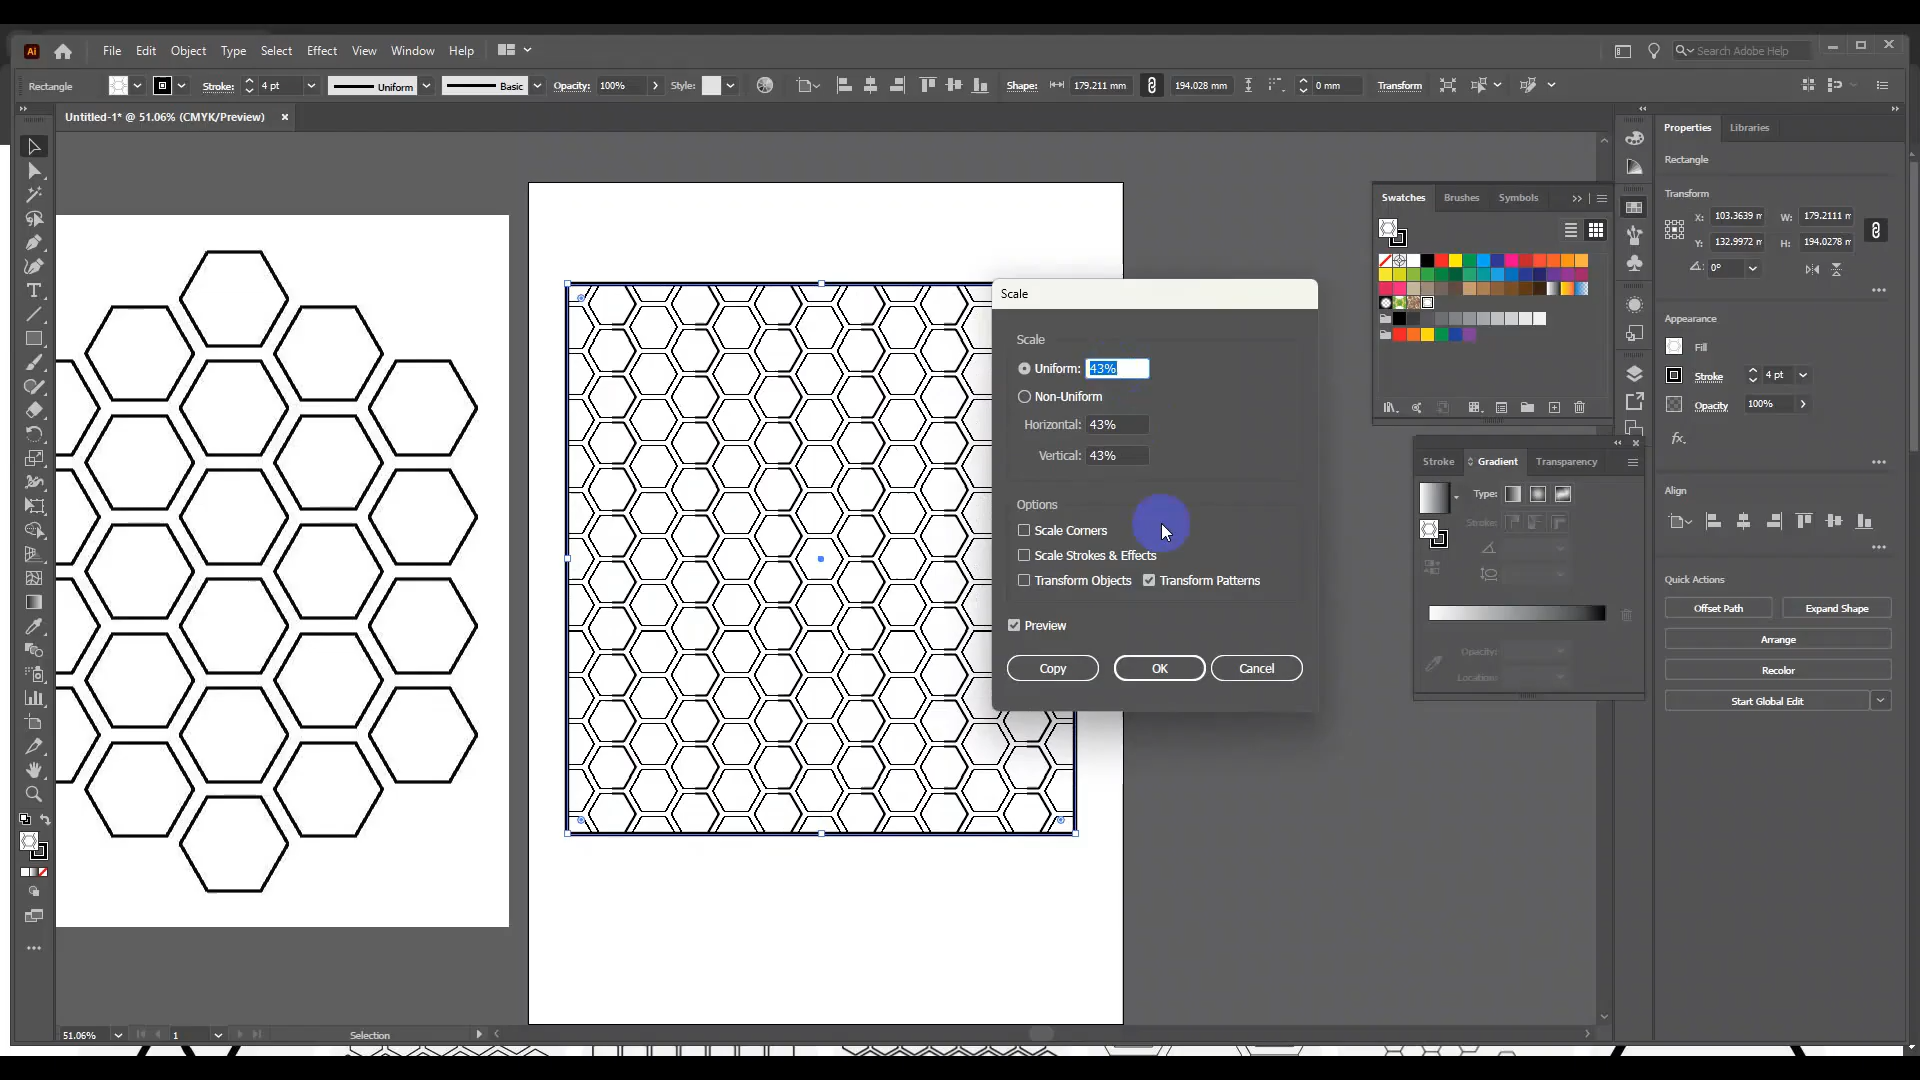 Ai File Edit Object Type Select Effect View Window Help Search Adobe Help
Rectangle Stroke: 4 pt Uniform Basic Opacity: 100% Style: Shape: 179.211 mm 194.028 mm 0 mm Transform
Untitled-1* @ 51.06% (CMYK/Preview)
Properties Libraries
Rectangle
Transform
X: 103.3639 m W: 179.2111 m
Y: 132.9972 m H: 194.0278 m
0°
Appearance
Fill
Stroke 4 pt
Opacity 100%
fx.
Align
Quick Actions
Offset Path Expand Shape
Arrange
Recolor
Start Global Edit
Swatches Brushes Symbols
Stroke Gradient Transparency
Type:
Stroke:
Opacity:
Location:
Scale
Scale
Uniform: 43%
Non-Uniform
Horizontal: 43%
Vertical: 43%
Options
Scale Corners
Scale Strokes & Effects
Transform Objects Transform Patterns
Preview
Copy OK Cancel
51.06% 1 Selection